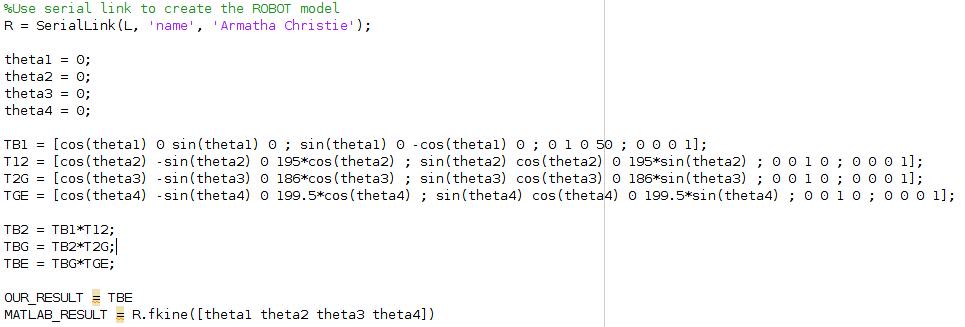 %Use serial link to create the ROBOT model
R = SerialLink(L, 'name', 'Armatha Christie');
theta1 = 0;
theta2 = 0;
theta3 = 0;
theta4 = 0;
TB1 = [cos(theta1) 0 sin(theta1) 0 ; sin(theta1) 0 -cos(theta1) 0 ; 0 1 0 50 ; 0 0 0 1];
T12 = [cos(theta2) -sin(theta2) 0 195*cos(theta2) ; sin(theta2) cos(theta2) 0 195*sin(theta2) ; 0 0 1 0 ; 0 0 0 1];
T2G = [cos(theta3) -sin(theta3) 0 186*cos(theta3) ; sin(theta3) cos(theta3) 0 186*sin(theta3) ; 0 0 1 0 ; 0 0 0 1];
TGE = [cos(theta4) -sin(theta4) 0 199.5*cos(theta4) ; sin(theta4) cos(theta4) 0 199.5*sin(theta4) ; 0 0 1 0 ; 0 0 0 1];
TB2 = TB1*T12;
TBG = TB2*T2G;
TBE = TBG*TGE;
OUR_RESULT = TBE
MATLAB_RESULT = R.fkine([theta1 theta2 theta3 theta4])